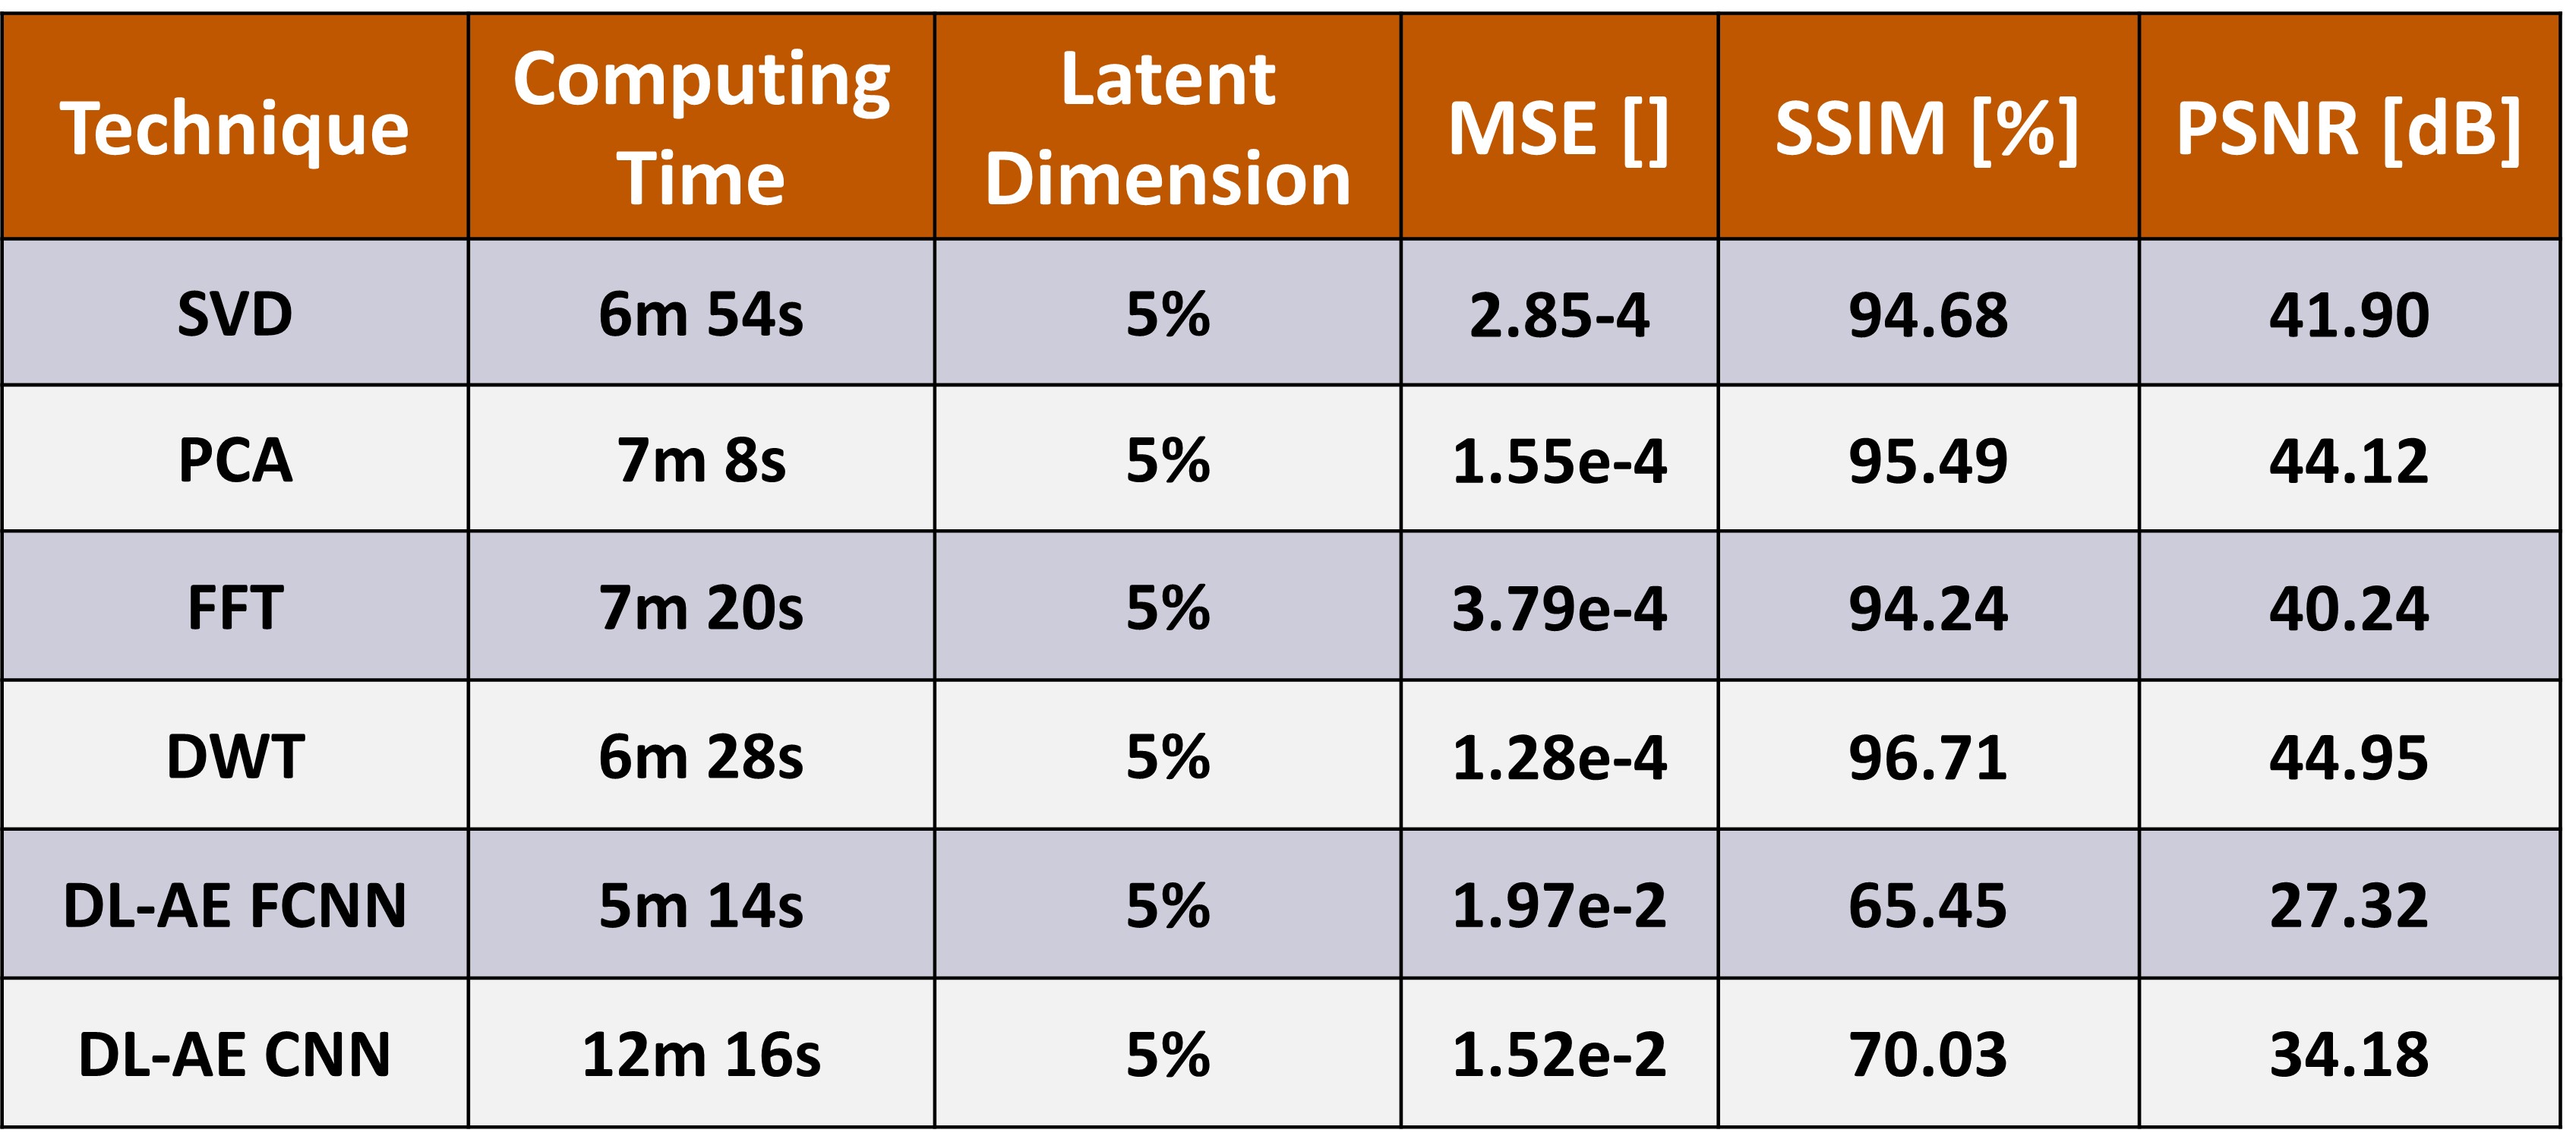 Technique Computing Time Latent Dimension MSE [] SSIM [%] PSNR [dB]
SVD 6m 54s 5% 2.85-4 94.68 41.90
PCA 7m 8s 5% 1.55e-4 95.49 44.12
FFT 7m 20s 5% 3.79e-4 94.24 40.24
DWT 6m 28s 5% 1.28e-4 96.71 44.95
DL-AE FCNN 5m 14s 5% 1.97e-2 65.45 27.32
DL-AE CNN 12m 16s 5% 1.52e-2 70.03 34.18